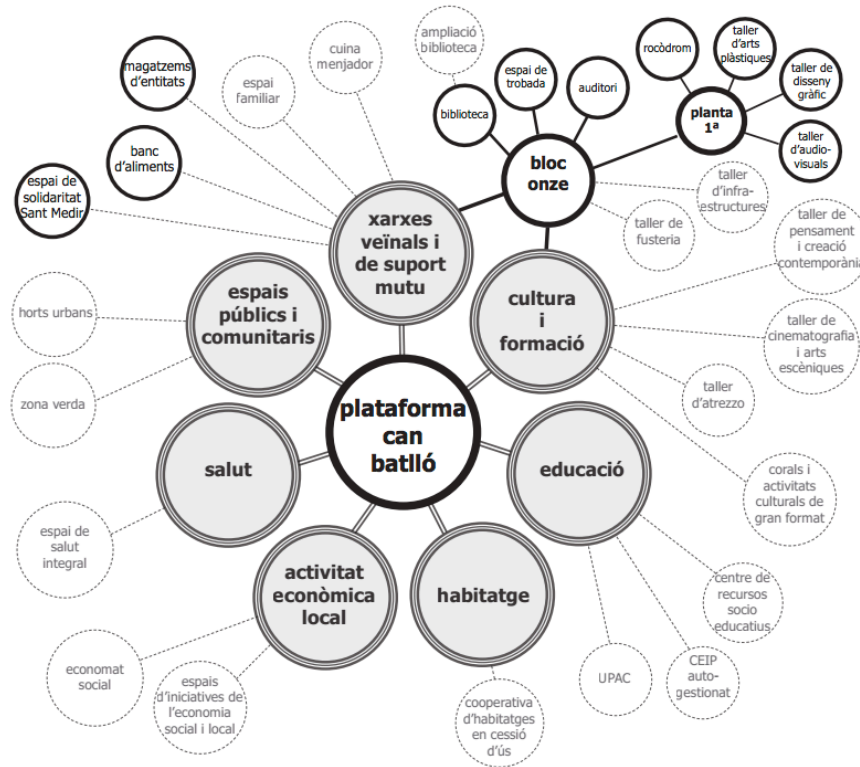 cuina
menjador
ampliació
biblioteca
espai de
trobada
rocòdrom
taller
d'arts
plàstiques
magatzems
d'entitats
espai
familiar
biblioteca
auditori
planta
1ª
taller de
disseny
gràfic
taller
d'audio-
visuals
banc
d'aliments
bloc
onze
taller
d'infra-
estructures
espai de
solidaritat
Sant Medir
xarxes
veïnals i
de suport
mutu
taller de
fusteria
taller de
pensament
i creació
contemporània
espais
públics i
comunitaris
cultura
i
formació
horts urbans
taller de
cinematografia
i arts
escèniques
zona verda
plataforma
can
batlló
taller
d'atrezzo
salut
educació
corals i
activitats
culturals de
gran format
espai de
salut
integral
activitat
econòmica
local
habitatge
centre de
recursos
socio
educatius
economat
social
espais
d'iniciatives de
l'economia
social i local
cooperativa
d'habitatges
en cessió
d'ús
UPAC
CEIP
auto-
gestionat